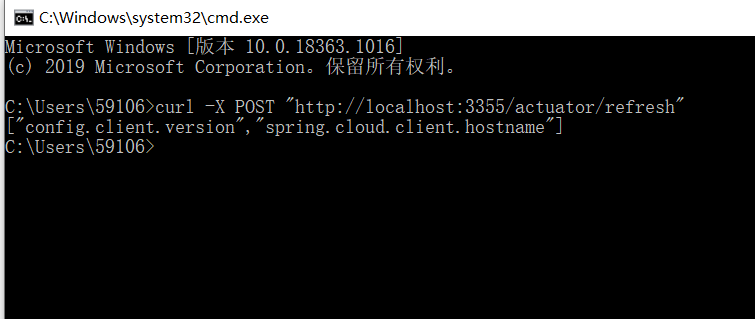 C:\Windows\system32\cmd.exe
Microsoft Windows [版本 10.0.18363.1016]
(c) 2019 Microsoft Corporation。保留所有权利。
C:\Users\59106>curl -X POST "http://localhost:3355/actuator/refresh"
["config.client.version","spring.cloud.client.hostname"]
C:\Users\59106>